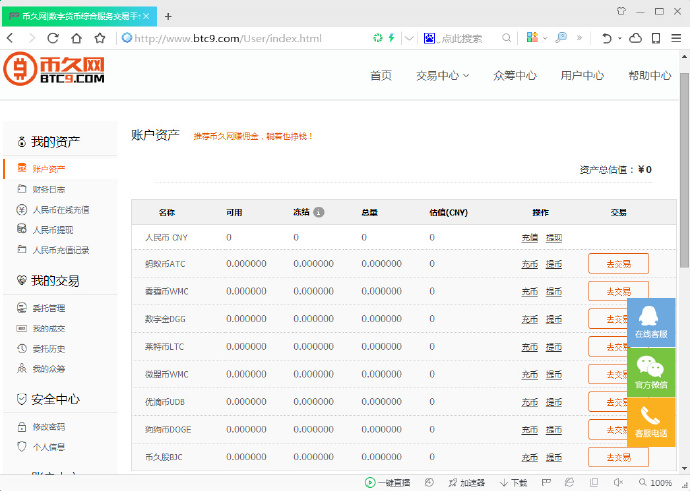 币久网|数字货币综合服务交易平台
http://www.btc9.com/User/index.html
点此搜索
币久网
BTC9.COM
首页 交易中心 众筹中心 用户中心 帮助中心
我的资产
账户资产
财务日志
人民币在线充值
人民币提现
人民币充值记录
我的交易
委托管理
我的成交
委托历史
我的众筹
安全中心
修改密码
个人信息
账户资产 推荐币久网赚佣金，躺着也挣钱！
资产总估值：￥0
名称 可用 冻结 总量 估值(CNY) 操作 交易
人民币 CNY 0 0 0 0 充值 提现
蚂蚁币ATC 0.000000 0.000000 0.000000 0 充币 提币 去交易
香香币WMC 0.000000 0.000000 0.000000 0 充币 提币 去交易
数字金DGG 0.000000 0.000000 0.000000 0 充币 提币 去交
莱特币LTC 0.000000 0.000000 0.000000 0 充币 提币 去交
微盟币WMC 0.000000 0.000000 0.000000 0 充币 提币 去交
优滴币UDB 0.000000 0.000000 0.000000 0 充币 提币 去交
狗狗币DOGE 0.000000 0.000000 0.000000 0 充币 提币 去交
币久股BJC 0.000000 0.000000 0.000000 0 充币 提币 去交易
在线客服
官方微信
客服电话
一键直播 加速器 下载 100%